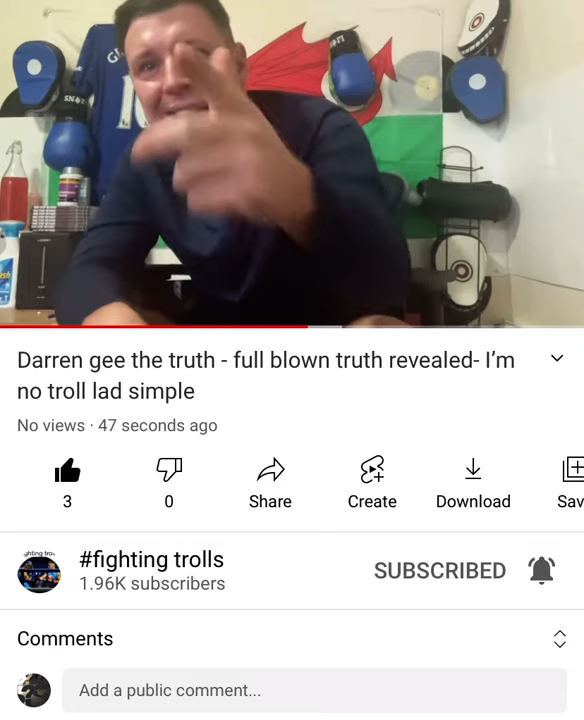 Darren gee the truth - full blown truth revealed- I’m
no troll lad simple
No views · 47 seconds ago
3
0
Share
Create
Download
Sav
#fighting trolls
1.96K subscribers
SUBSCRIBED
Comments
Add a public comment...